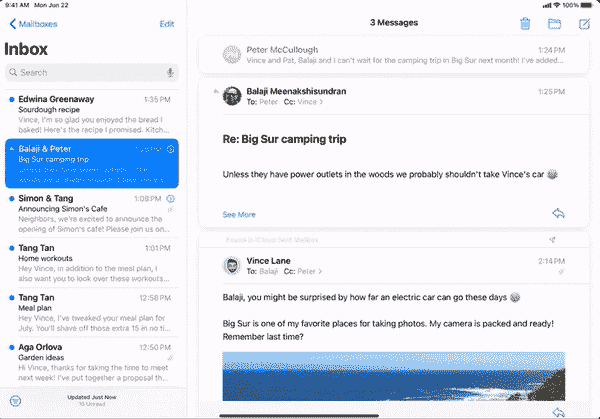 9:41 AM Mon Jun 22
100%
Mailboxes
Edit
Inbox
Search
Edwina Greenaway 1:35 PM
Sourdough recipe
Vince, I'm so glad you enjoyed the bread I
baked! Here's the recipe I promised. Kitch...
Balaji & Peter
Big Sur camping trip
Simon & Tang 1:08 PM
Announcing Simon's Cafe
Neighbors, we're excited to announce the
opening of Simon's cafe! Please join us on...
Tang Tan 1:01 PM
Home workouts
Hey Vince, in addition to the meal plan, I
also want you to look over these workouts...
Tang Tan 12:58 PM
Meal plan
Hey Vince, I've tweaked your meal plan for
July. You'll shave off those extra 15 in no ti...
Aga Orlova 12:50 PM
Garden ideas
Hi Vince, thanks for taking the time to meet
next week! I've put together a proposal th...
Updated Just Now
Unread
3 Messages
Peter McCullough 1:24 PM
Vince and Pat, Balaji and I can't wait for the camping trip in Big Sur next month! I've added...
Balaji Meenakshisundran 1:25 PM
To: Peter Cc: Vince
Re: Big Sur camping trip
Unless they have power outlets in the woods we probably shouldn't take Vince's car
See More
Found in iCloud Sent Mailbox
Vince Lane 2:14 PM
To: Balaji Cc: Peter
Balaji, you might be surprised by how far an electric car can go these days
Big Sur is one of my favorite places for taking photos. My camera is packed and ready!
Remember last time?